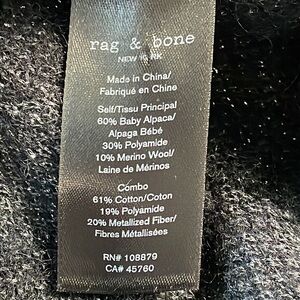 rag & bone
NEW YORK
Made in China/
Fabriqué en Chine
Self/Tissu Principal
60% Baby Alpaca/
Alpaga Bébé
30% Polyamide
10% Merino Wool/
Laine de Mérinos
Combo
61% Cotton/Coton
19% Polyamide
20% Metallized Fiber/
Fibres Métallisées
RN# 108879
CA# 45760